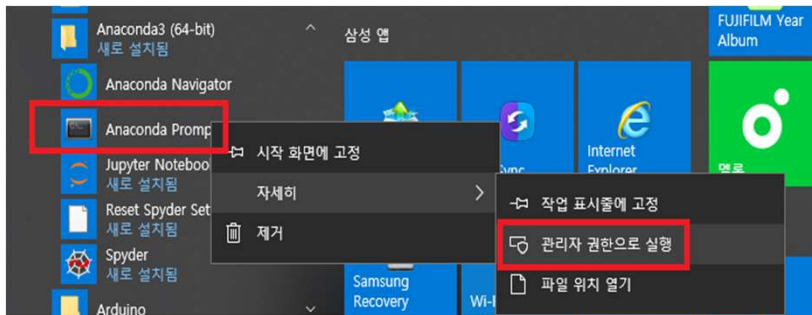 Anaconda3 (64-bit)
새로 설치됨
Anaconda Navigator
Anaconda Promp
Jupyter Noteboo
새로 설치됨
Reset Spyder Set
새로 설치됨
Spyder
새로 설치됨
Arduino
시작 화면에 고정
자세히
제거
삼성 앱
Internet
Explorer
FUJIFILM Year
Album
멜론
작업 표시줄에 고정
관리자 권한으로 실행
파일 위치 열기
Samsung
Recovery